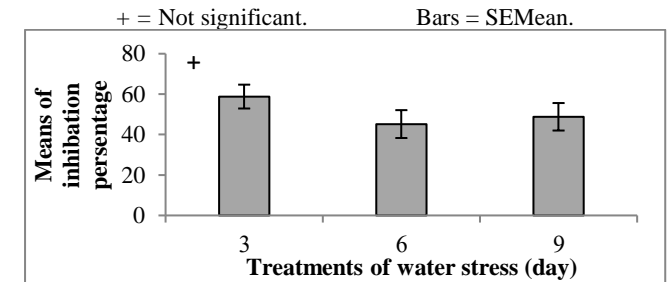 + = Not significant. Bars = SEMean.
Means of
inhibation
persentage
80
60
40
20
0
+
3 6 9
Treatments of water stress (day)